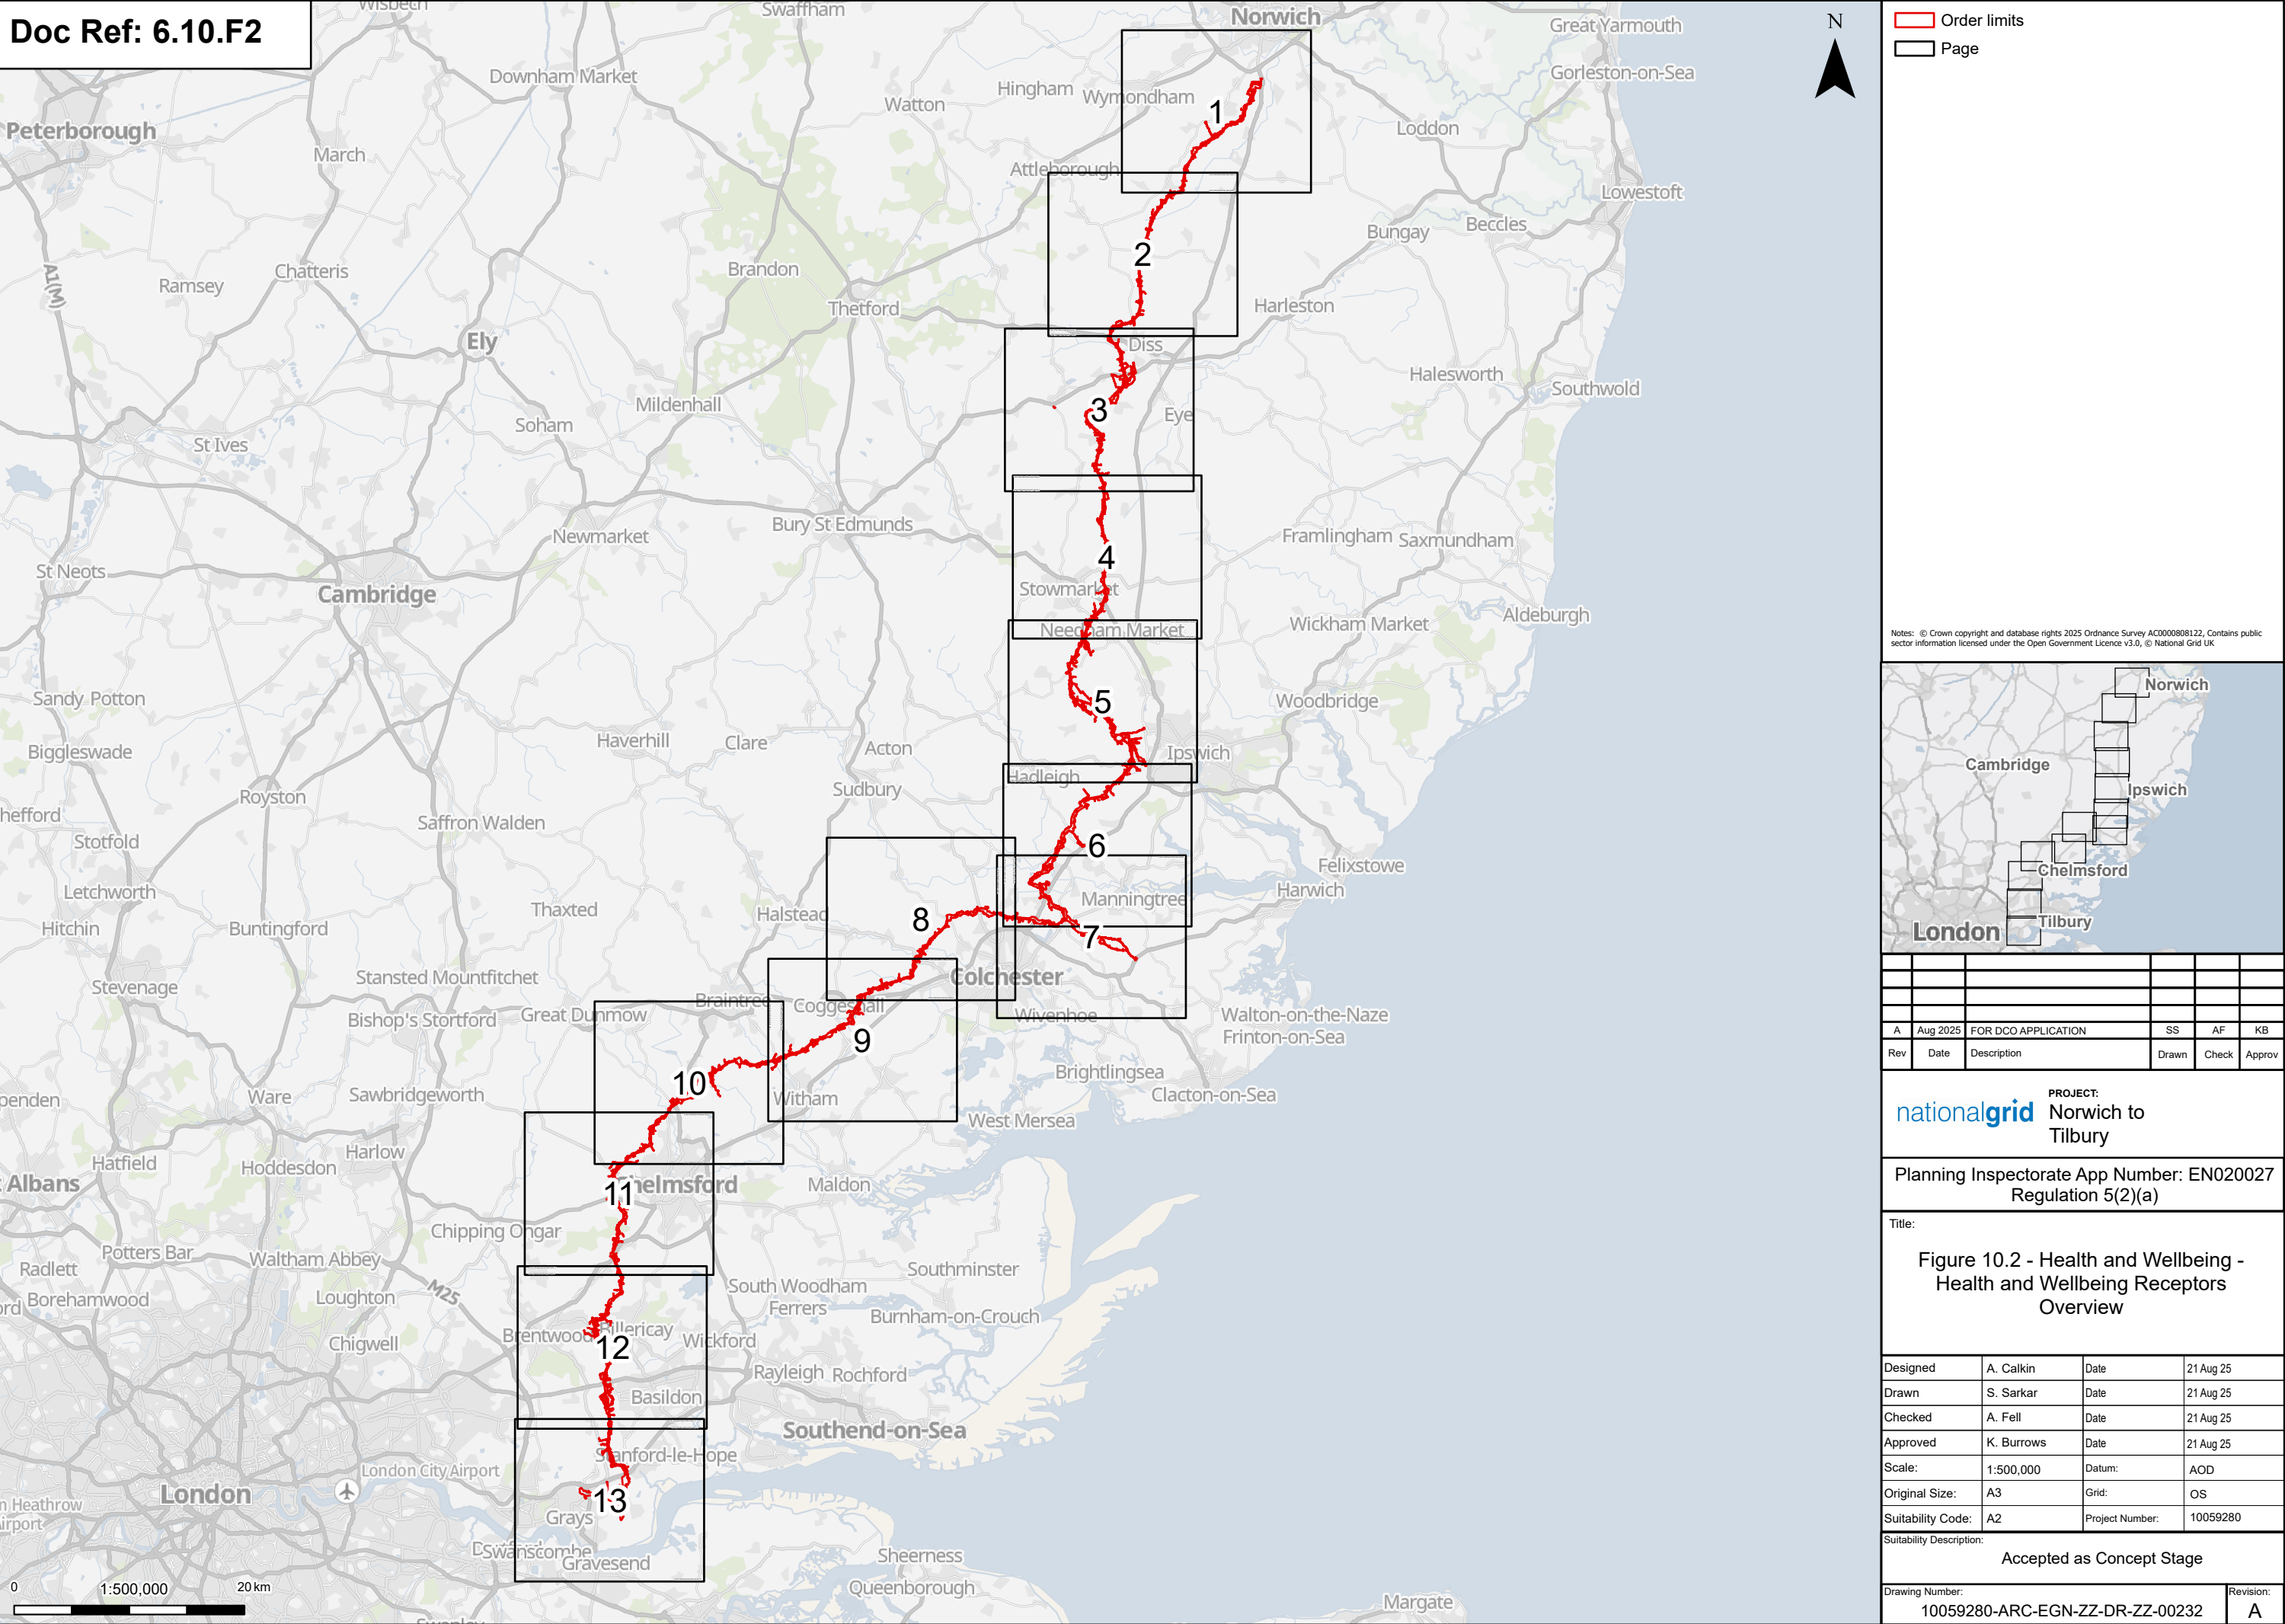 Doc Ref: 6.10.F2
Wisbech
Swaffham
Norwich
Great Yarmouth
N
Downham Market
Hingham
Wymondham
Watton
Gorleston-on-Sea
1
Peterborough
March
Loddon
Attleborough
Lowestoft
Beccles
Bungay
2
A1(M)
Chatteris
Ramsey
Brandon
Thetford
Harleston
Ely
Diss
Halesworth
Southwold
Mildenhall
3
Eye
Soham
St Ives
Bury St Edmunds
Newmarket
Framlingham
Saxmundham
4
St Neots
Cambridge
Stowmarket
Aldeburgh
Wickham Market
Needham Market
Sandy Potton
5
Woodbridge
Biggleswade
Haverhill
Clare
Acton
Ipswich
Hadleigh
Sudbury
Royston
hefford
Saffron Walden
Stotfold
6
Felixstowe
Letchworth
Harwich
Manningtree
Thaxted
Halstead
8
Hitchin
Buntingford
7
Stansted Mountfitchet
Colchester
Stevenage
Braintree
Coggeshall
Great Dunmow
Wivenhoe
Bishop's Stortford
Walton-on-the-Naze
Frinton-on-Sea
9
Brightlingsea
10
Ware
Sawbridgeworth
penden
Witham
Clacton-on-Sea
West Mersea
Harlow
Hatfield
Hoddesdon
Albans
11
helmsford
Maldon
Chipping Ongar
Potters Bar
Waltham Abbey
Radlett
Southminster
South Woodham
Ferrers
M25
Loughton
Borehamwood
Burnham-on-Crouch
Brentwood
Billericay
Wickford
12
Chigwell
Rayleigh
Rochford
Basildon
Southend-on-Sea
Stanford-le-Hope
London City Airport
London
13
n Heathrow
Airport
Grays
Swanscombe
Gravesend
Sheerness
Queenborough
Margate
Swanley
0
1:500,000
20 km
Order limits
Page
Notes: © Crown copyright and database rights 2025 Ordnance Survey AC0000808122, Contains public
sector information licensed under the Open Government Licence v3.0, © National Grid UK
Norwich
Cambridge
Ipswich
Chelmsford
Tilbury
London
A Aug 2025 FOR DCO APPLICATION SS AF KB
Rev Date Description Drawn Check Approv
nationalgrid
PROJECT:
Norwich to
Tilbury
Planning Inspectorate App Number: EN020027
Regulation 5(2)(a)
Title:
Figure 10.2 - Health and Wellbeing -
Health and Wellbeing Receptors
Overview
Designed A. Calkin Date 21 Aug 25
Drawn S. Sarkar Date 21 Aug 25
Checked A. Fell Date 21 Aug 25
Approved K. Burrows Date 21 Aug 25
Scale: 1:500,000 Datum: AOD
Original Size: A3 Grid: OS
Suitability Code: A2 Project Number: 10059280
Suitability Description:
Accepted as Concept Stage
Drawing Number:
10059280-ARC-EGN-ZZ-DR-ZZ-00232
Revision:
A